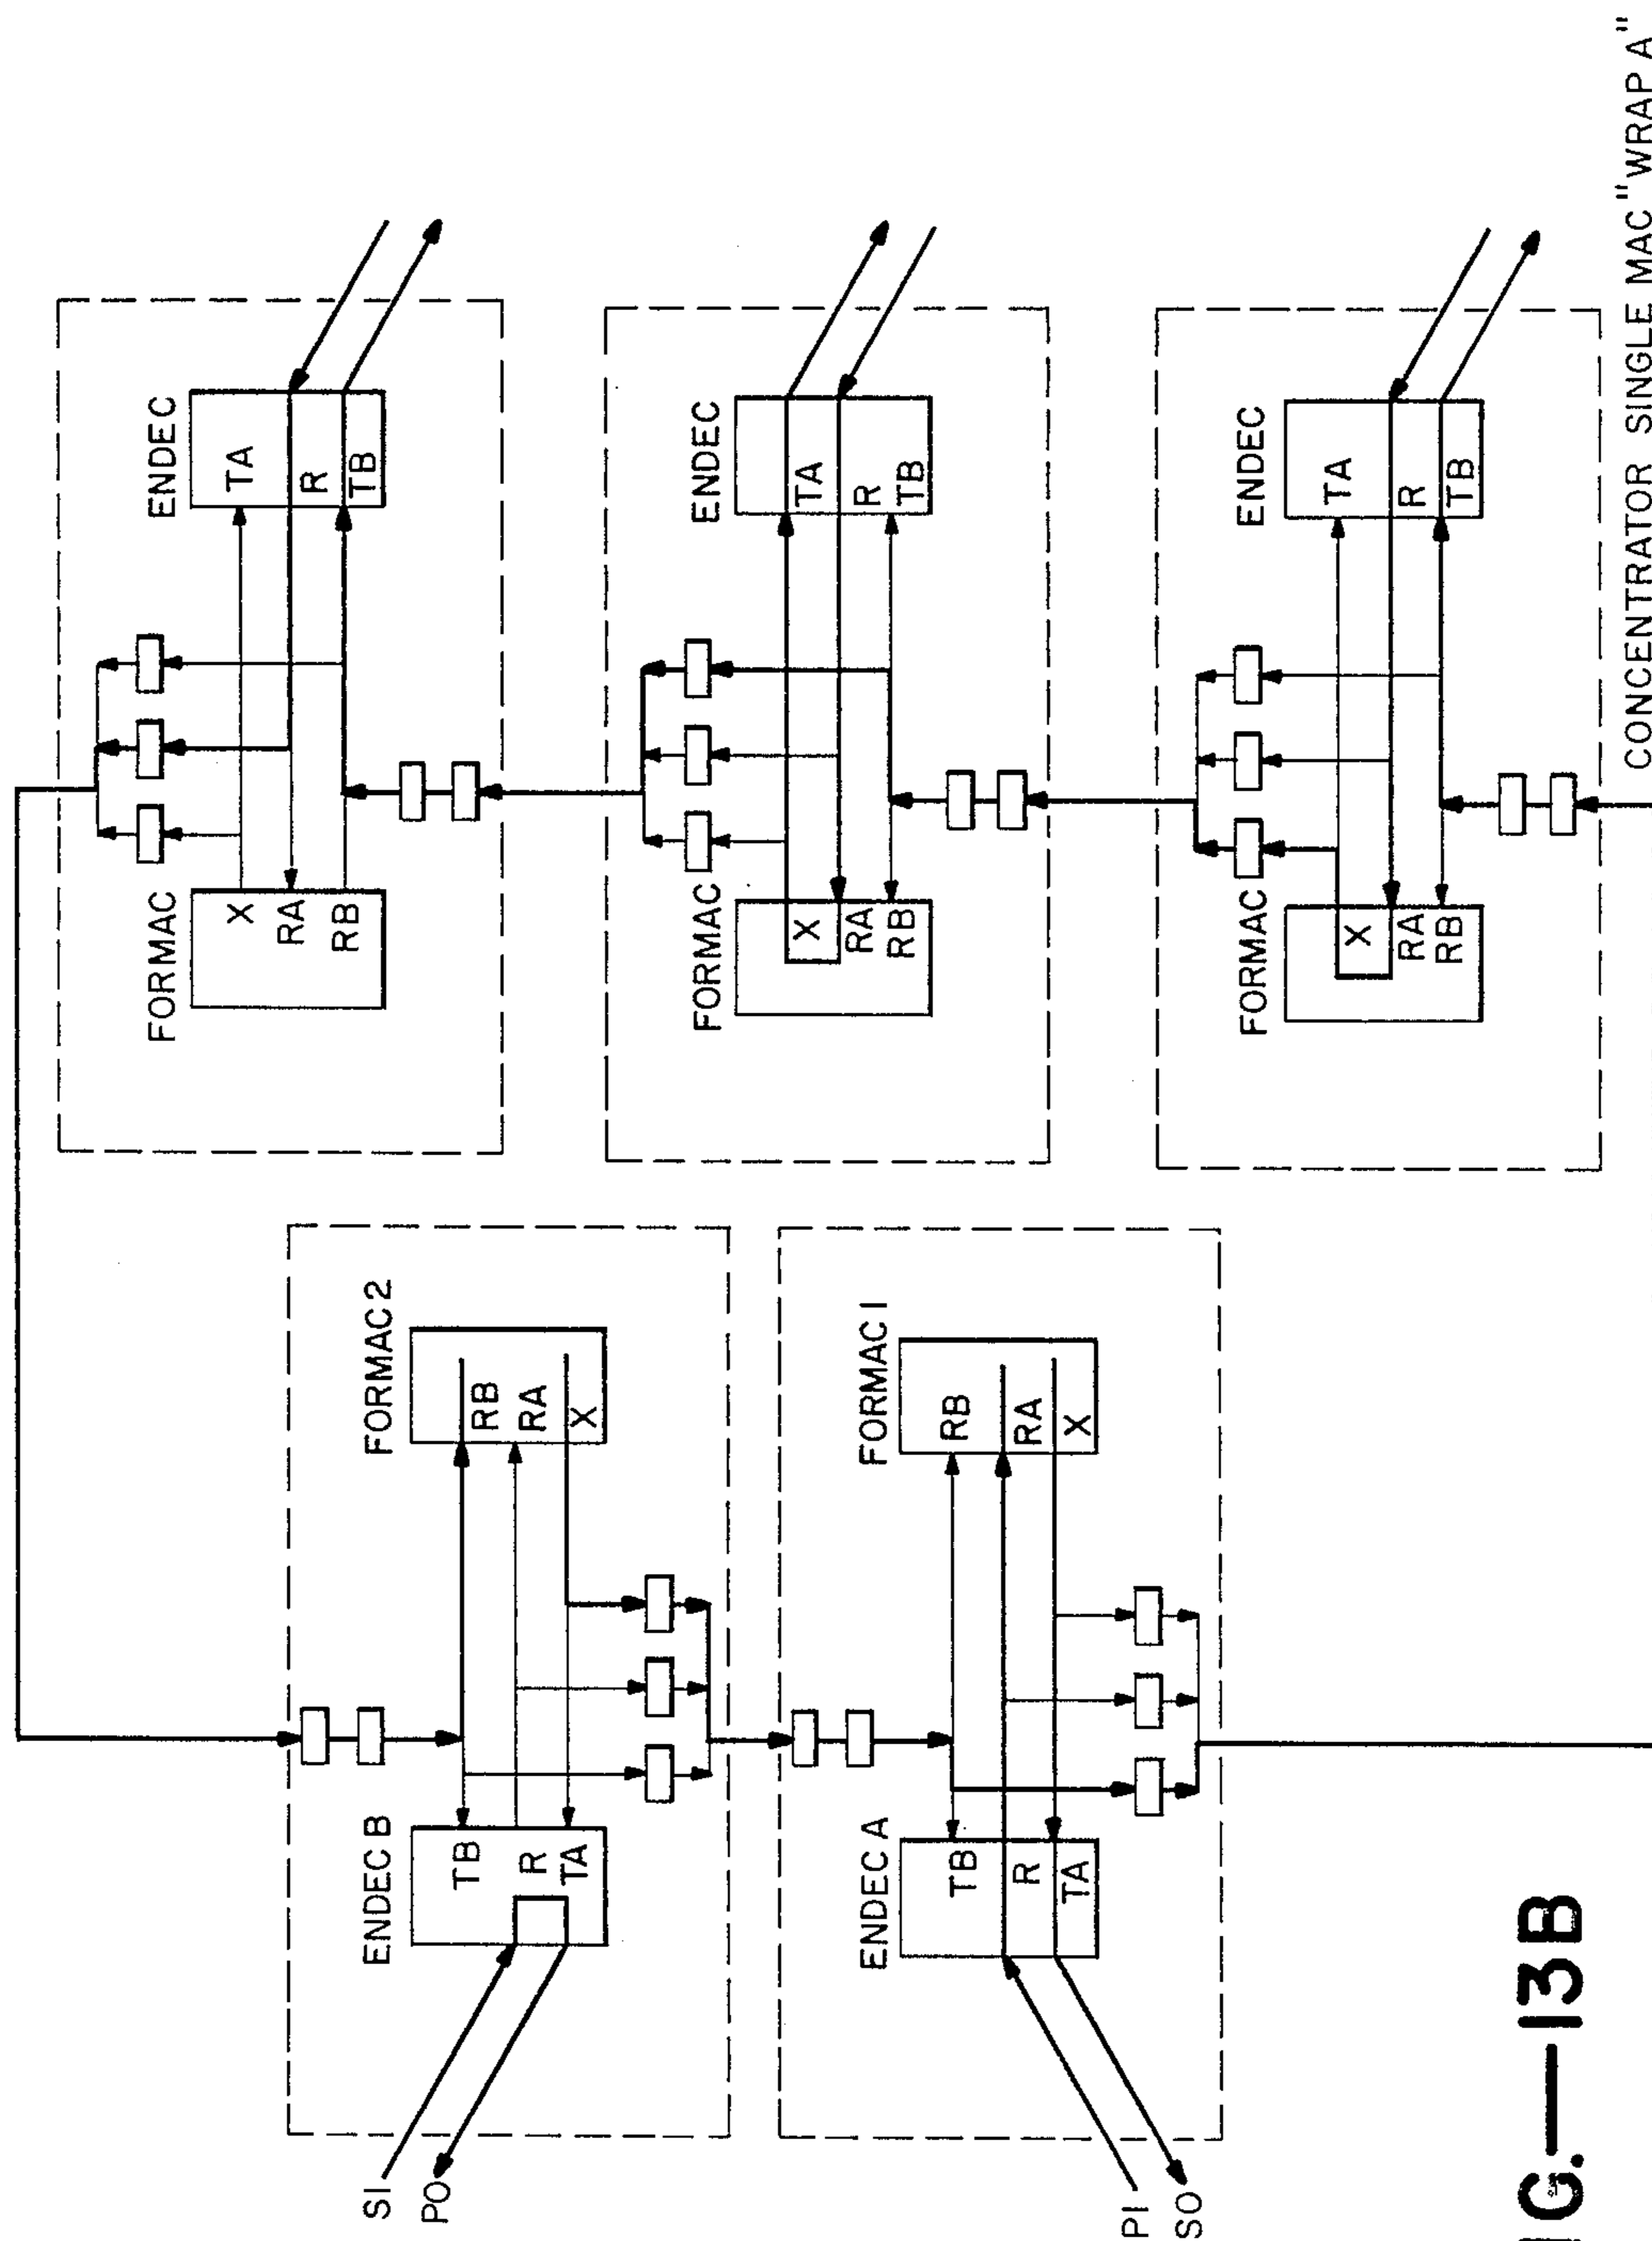 SI
PO
ENDEC B
TB
R
TA
FORMAC 2
RB
RA
X
PI
SO
ENDEC A
TB
R
TA
FORMAC 1
RB
RA
X
FORMAC
X
RA
RB
ENDEC
TA
R
TB
FORMAC
X
RA
RB
ENDEC
TA
R
TB
FORMAC
X
RA
RB
ENDEC
TA
R
TB
IG.—13B
CONCENTRATOR SINGLE MAC "WRAP A"